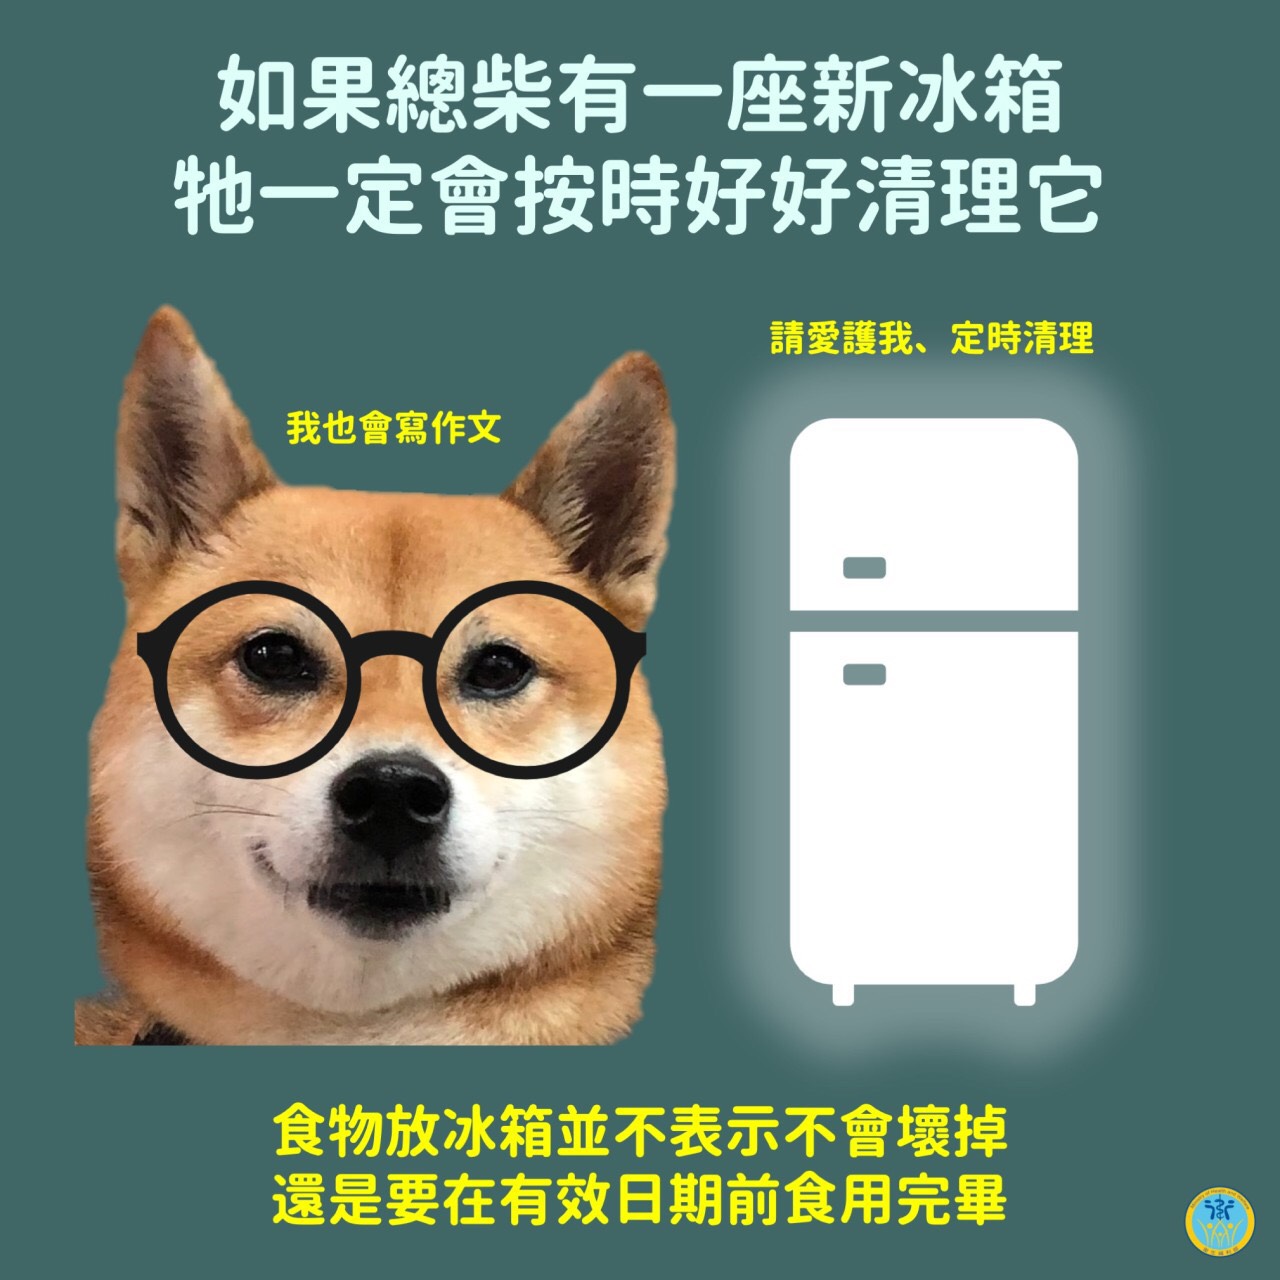 如果總柴有一座新冰箱
牠一定會按時好好清理它
請愛護我、定時清理
我也會寫作文
食物放冰箱並不表示不會壞掉
還是要在有效日期前食用完畢